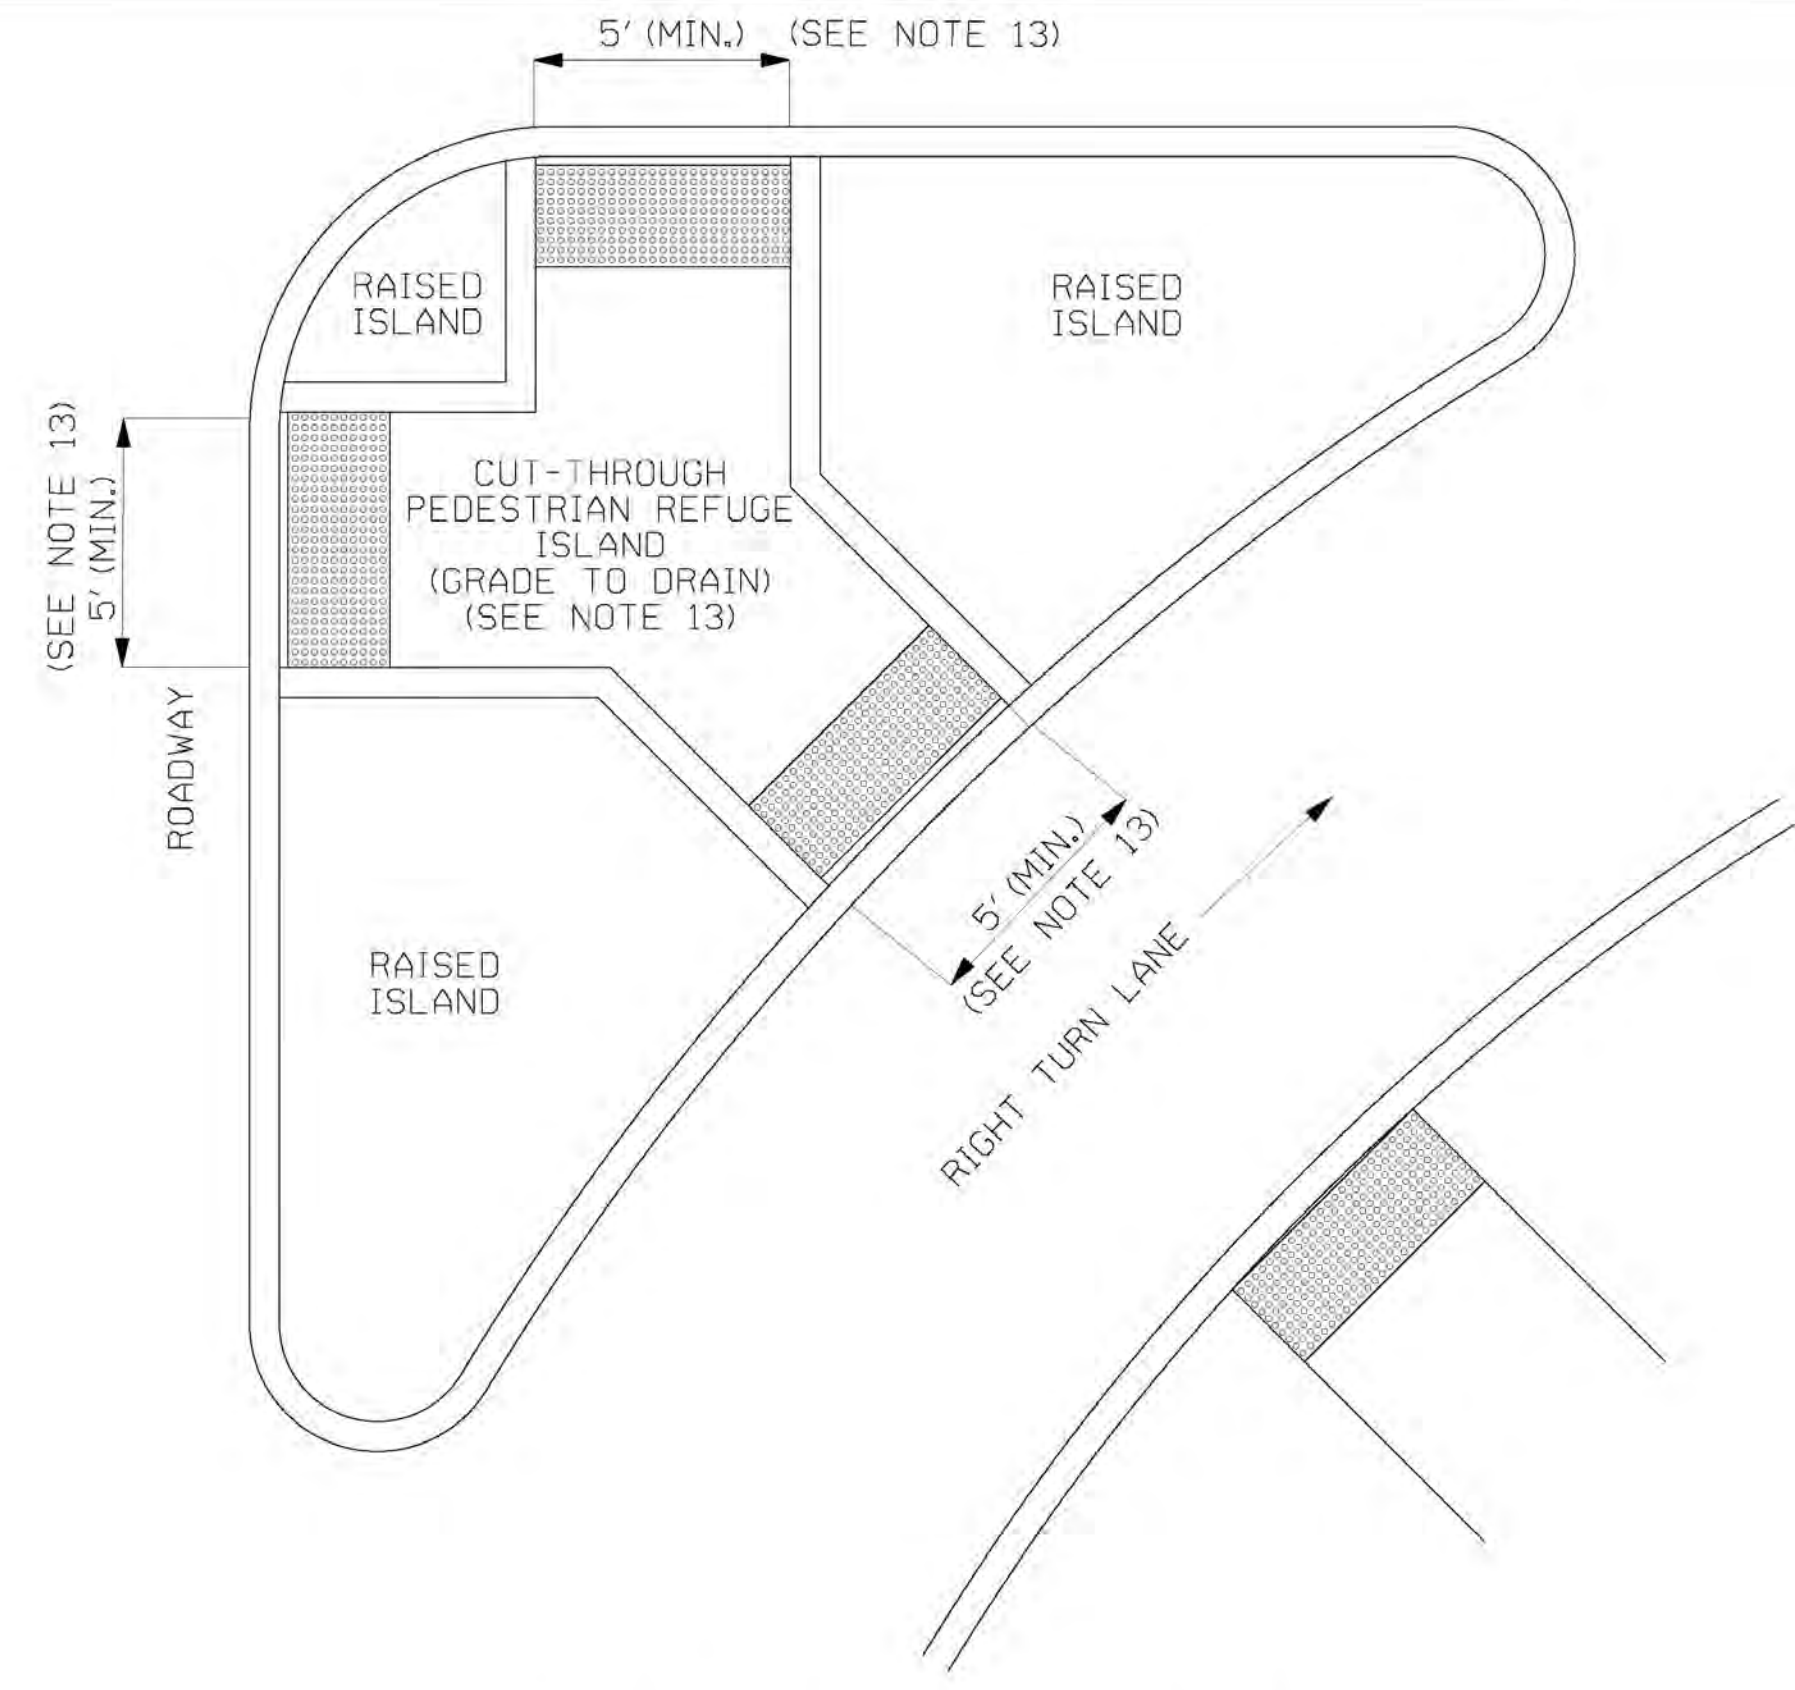 5' (MIN.) (SEE NOTE 13)
RAISED
ISLAND
RAISED
ISLAND
(SEE NOTE 13)
5' (MIN.)
CUT-THROUGH
PEDESTRIAN REFUGE
ISLAND
(GRADE TO DRAIN)
(SEE NOTE 13)
ROADWAY
5' (MIN.)
(SEE NOTE 13)
RIGHT TURN LANE
RAISED
ISLAND